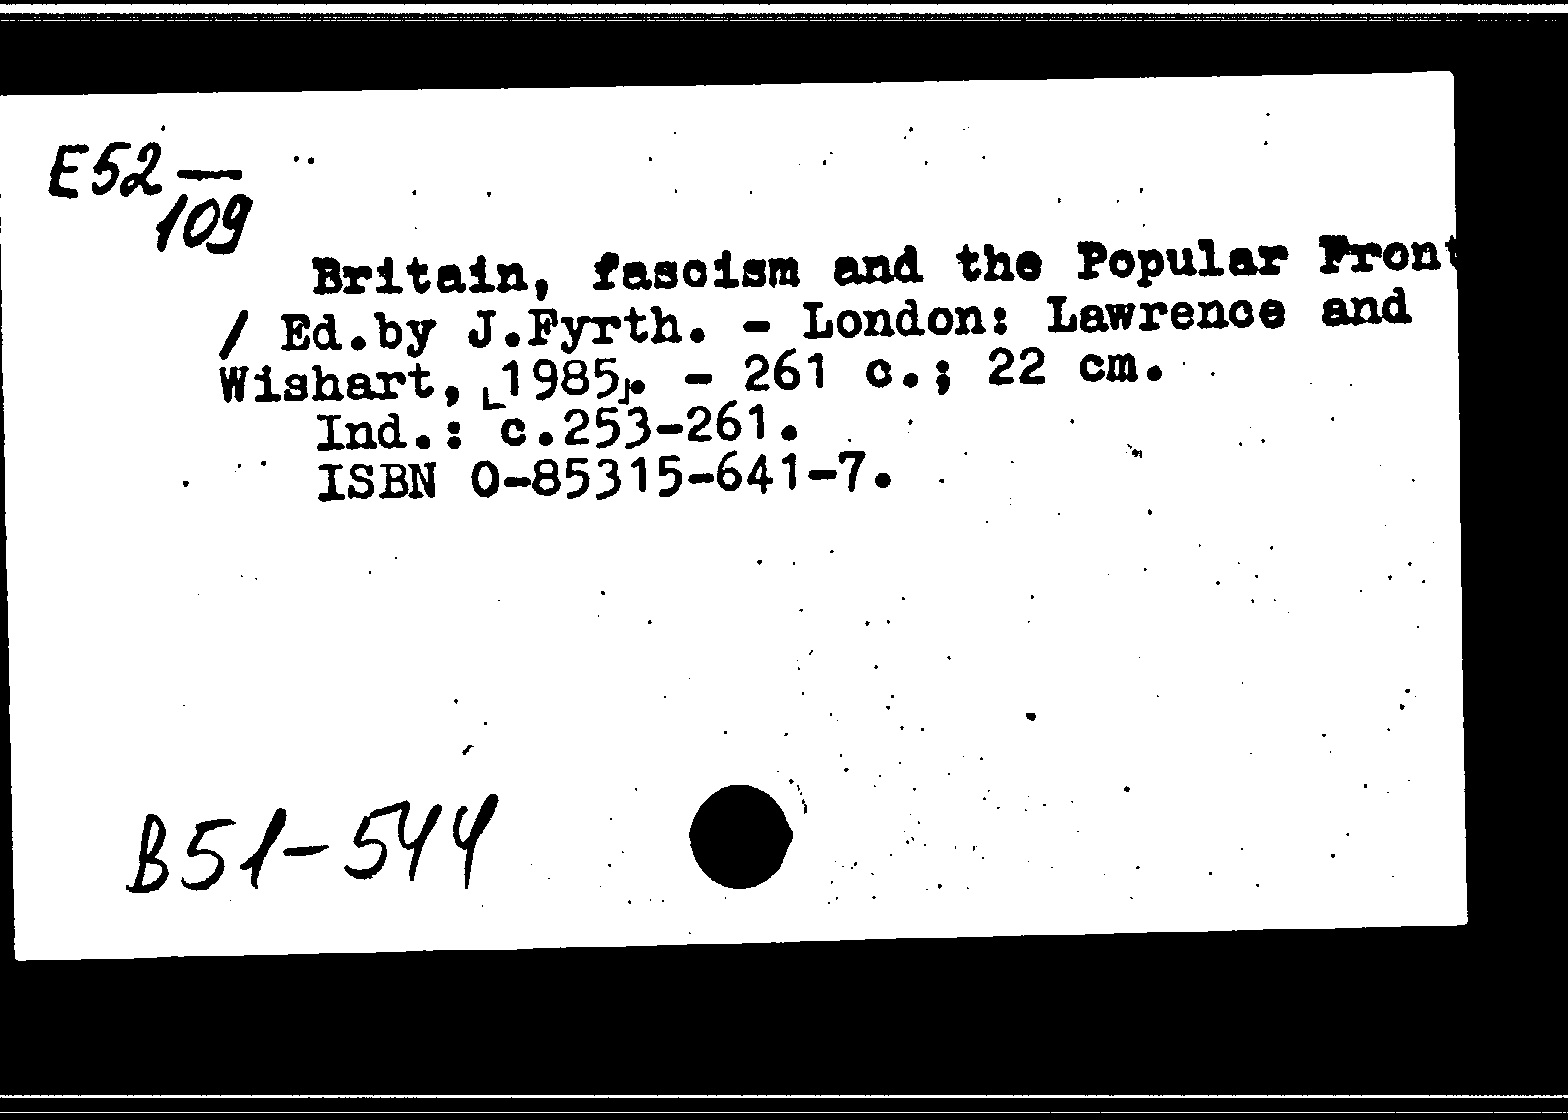 E52 —
109
Britain, fascism and the Popular Front
/ Ed.by J.Fyrth. - London: Lawrence and
Wishart, [1985]. - 261 c.; 22 cm.
Ind.: c.253-261.
ISBN 0-85315-641-7.
B51-544